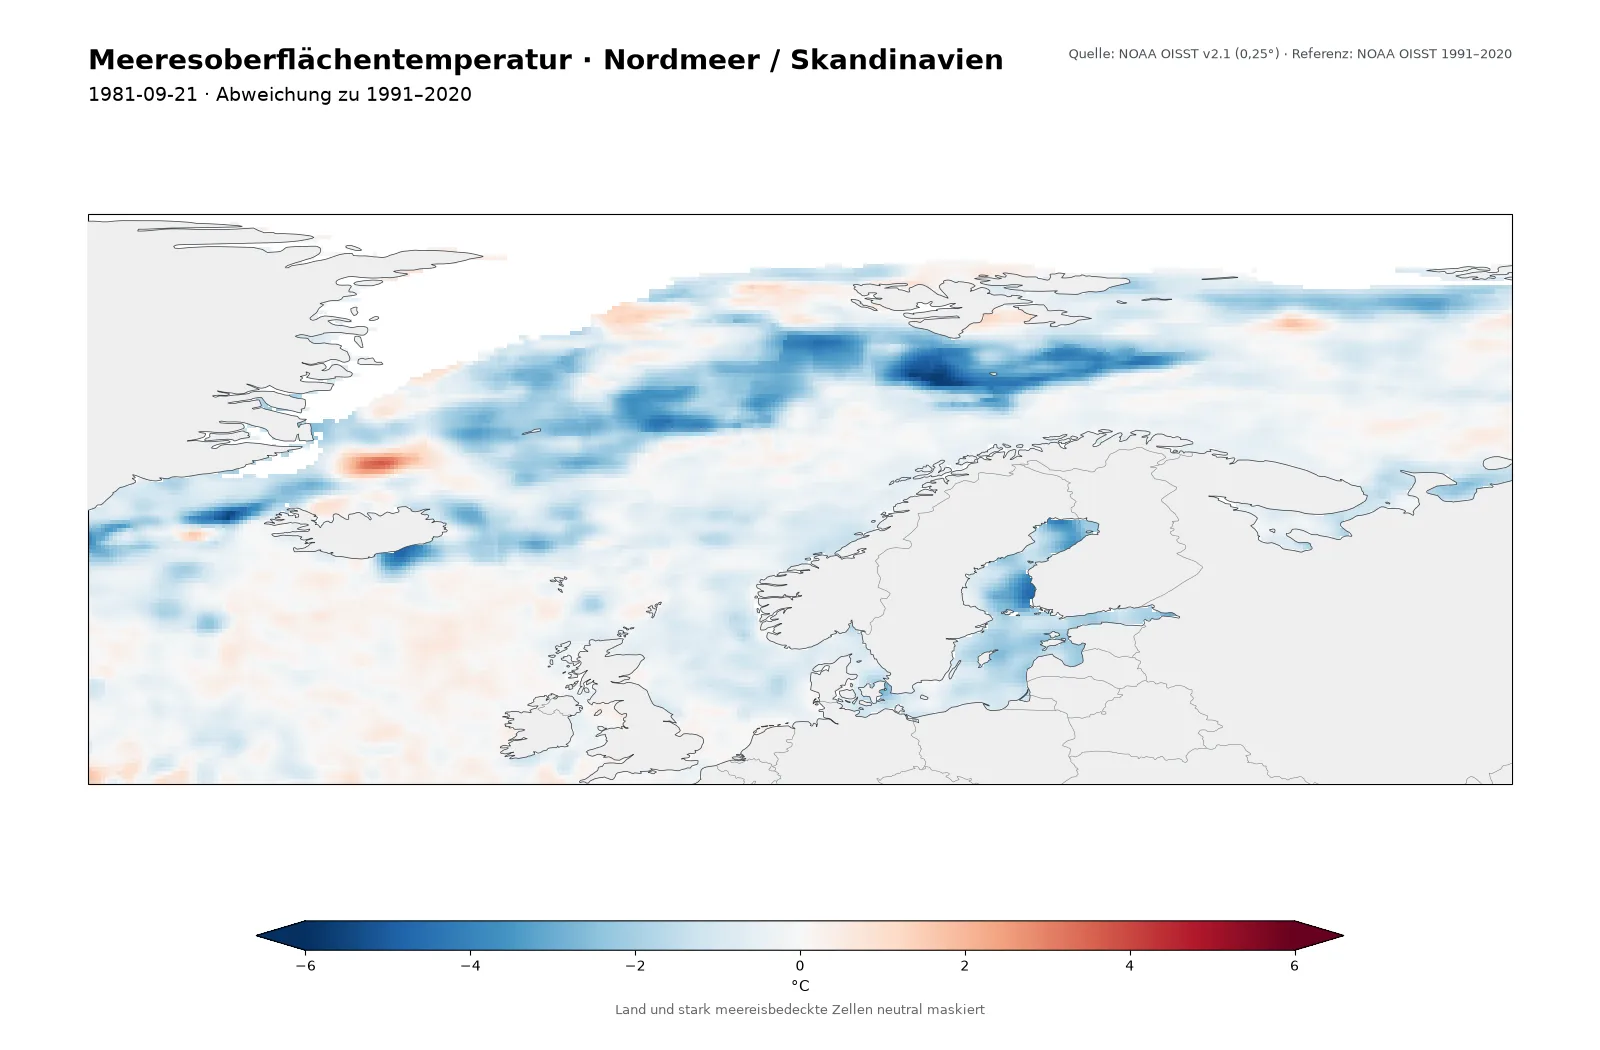 Meeresoberflächentemperatur · Nordmeer / Skandinavien
Quelle: NOAA OISST v2.1 (0,25°) · Referenz: NOAA OISST 1991–2020
1981-09-21 · Abweichung zu 1991–2020
−6 −4 −2 0 2 4 6
°C
Land und stark meereisbedeckte Zellen neutral maskiert